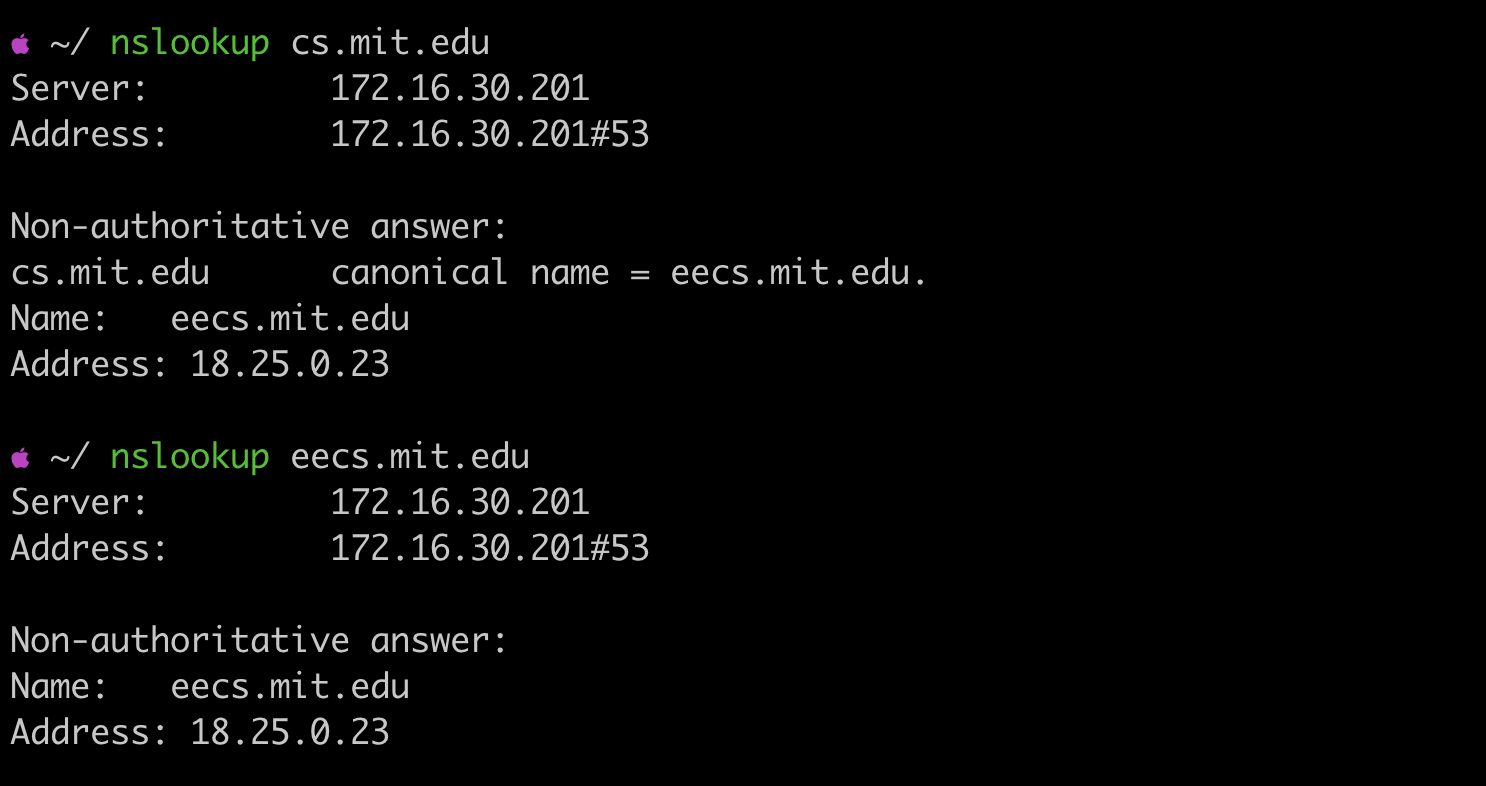 ~/ nslookup cs.mit.edu
Server:		172.16.30.201
Address:	172.16.30.201#53

Non-authoritative answer:
cs.mit.edu	canonical name = eecs.mit.edu.
Name:	eecs.mit.edu
Address: 18.25.0.23

~/ nslookup eecs.mit.edu
Server:		172.16.30.201
Address:	172.16.30.201#53

Non-authoritative answer:
Name:	eecs.mit.edu
Address: 18.25.0.23